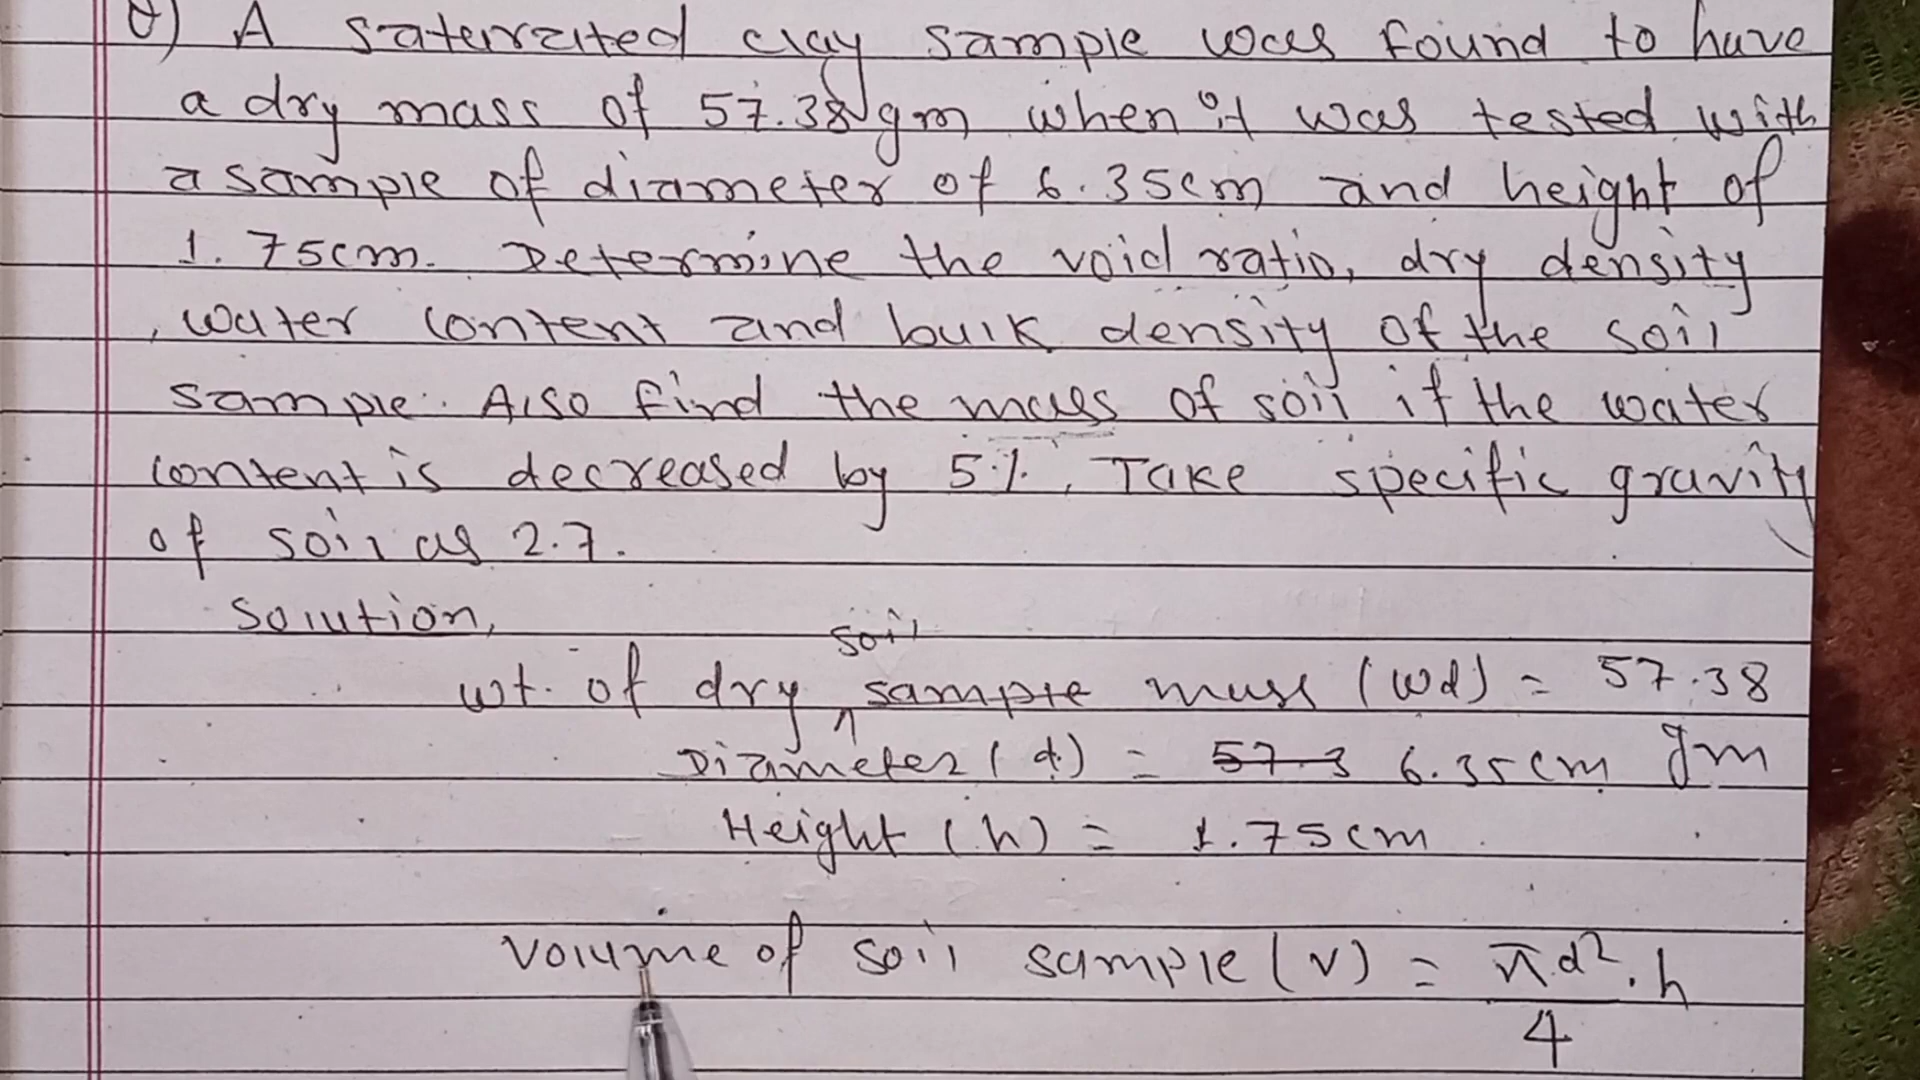 Q) A saturated clay sample was found to have
a dry mass of 57.38 gm when it was tested with
a sample of diameter of 6.35cm and height of
1.75cm. Determine the void ratio, dry density
, water content and bulk density of the soil
sample. Also find the mass of soil if the water
content is decreased by 5%. Take specific gravity
of soil as 2.7.
Solution,
soil
wt. of dry sample mass (wd) = 57.38
gm
Diameter (d) = 57.3 6.35cm
Height (h) = 1.75cm
Volume of soil sample (v) = πd².h
4